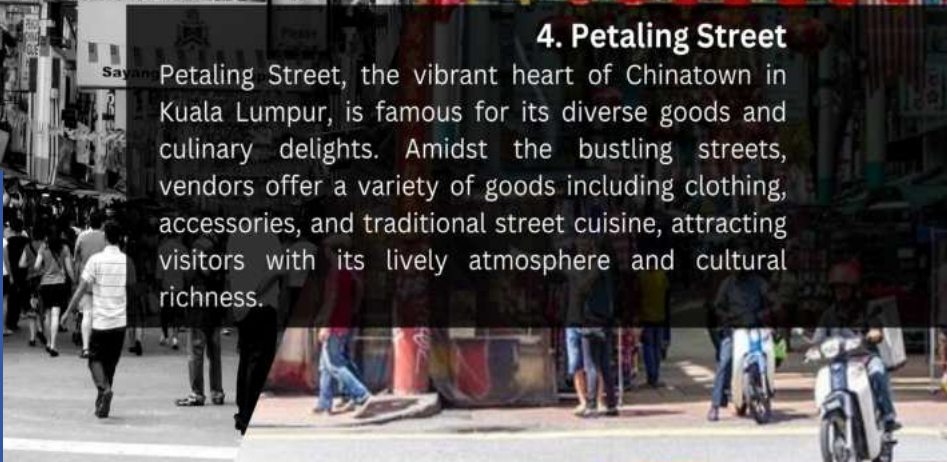 4. Petaling Street
Sayang
Petaling Street, the vibrant heart of Chinatown in
Kuala Lumpur, is famous for its diverse goods and
culinary delights. Amidst the bustling streets,
vendors offer a variety of goods including clothing,
accessories, and traditional street cuisine, attracting
visitors with its lively atmosphere and cultural
richness.